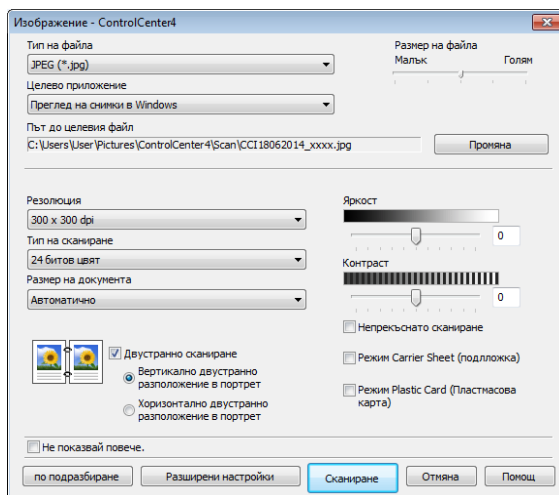 Изображение - ControlCenter4
Тип на файла
JPEG (*.jpg)
Размер на файла
Малък Голям
Целево приложение
Преглед на снимки в Windows
Път до целевия файл
C:\Users\User\Pictures\ControlCenter4\Scan\CCI18062014_xxxx.jpg
Промяна
Резолюция
300 x 300 dpi
Тип на сканиране
24 битов цвят
Размер на документа
Автоматично
Яркост
0
Контраст
0
Двустранно сканиране
Вертикално двустранно
разположение в портрет
Хоризонтално двустранно
разположение в портрет
Непрекъснато сканиране
Режим Carrier Sheet (подлложка)
Режим Plastic Card (Пластмасова
карта)
Не показвай повече.
по подразбиране Разширени настройки Сканиране Отмяна Помощ